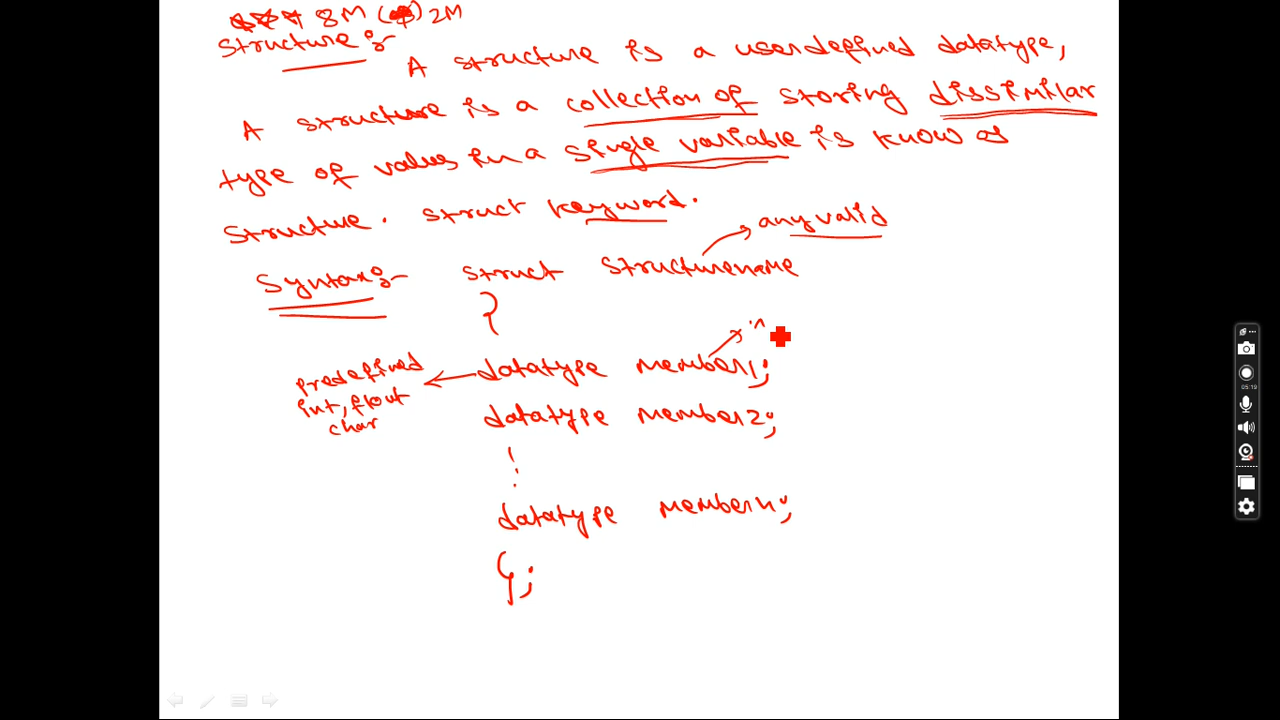 8M ( ) 2M
Structure :-
A structure is a userdefined datatype,
A structure is a collection of storing dissimilar
type of values in a single variable is know as
structure. struct keyword.
any valid
Syntax:- struct structurename
{
predefined datatype member1;
int, float
char datatype member2;
datatype membern;
};
05:19